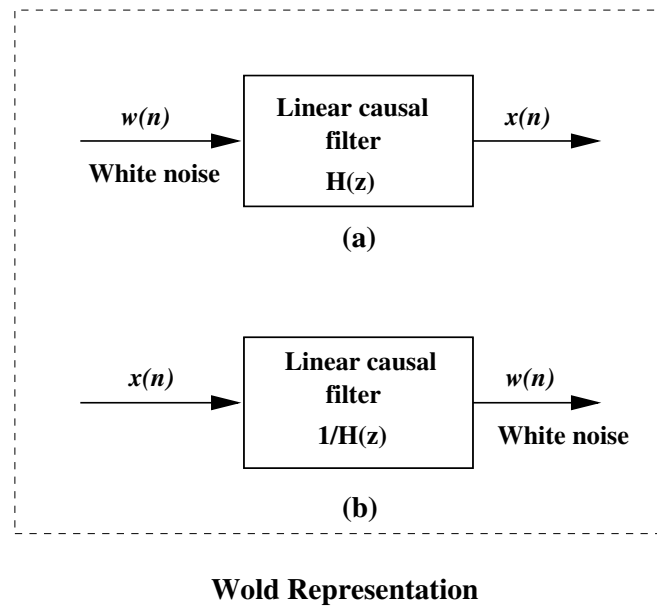 w(n)
White noise
Linear causal
filter
H(z)
x(n)
(a)
x(n)
Linear causal
filter
1/H(z)
w(n)
White noise
(b)
Wold Representation